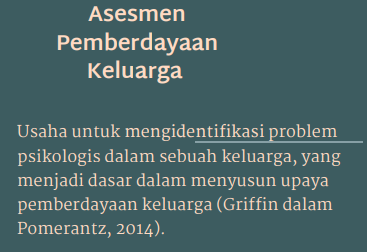 Asesmen
Pemberdayaan
Keluarga
Usaha untuk mengidentifikasi problem
psikologis dalam sebuah keluarga, yang
menjadi dasar dalam menyusun upaya
pemberdayaan keluarga (Griffin dalam
Pomerantz, 2014).